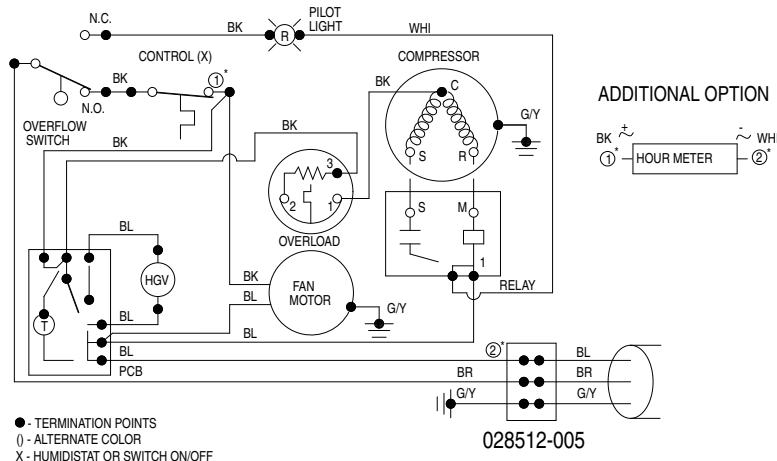 N.C.
BK
R
PILOT
LIGHT
WHI
CONTROL (X)
COMPRESSOR
BK
1*
N.O.
BK
C
G/Y
OVERFLOW
SWITCH
BK
BK
3
S
R
2
1
OVERLOAD
S
M
1
RELAY
ADDITIONAL OPTION
BK
+
~
-
~
WHI
1*
HOUR METER
2*
BL
HGV
BK
FAN
MOTOR
BL
G/Y
T
BL
BL
BL
PCB
2*
BL
BR
BR
G/Y
G/Y
028512-005
● - TERMINATION POINTS
() - ALTERNATE COLOR
X - HUMIDISTAT OR SWITCH ON/OFF